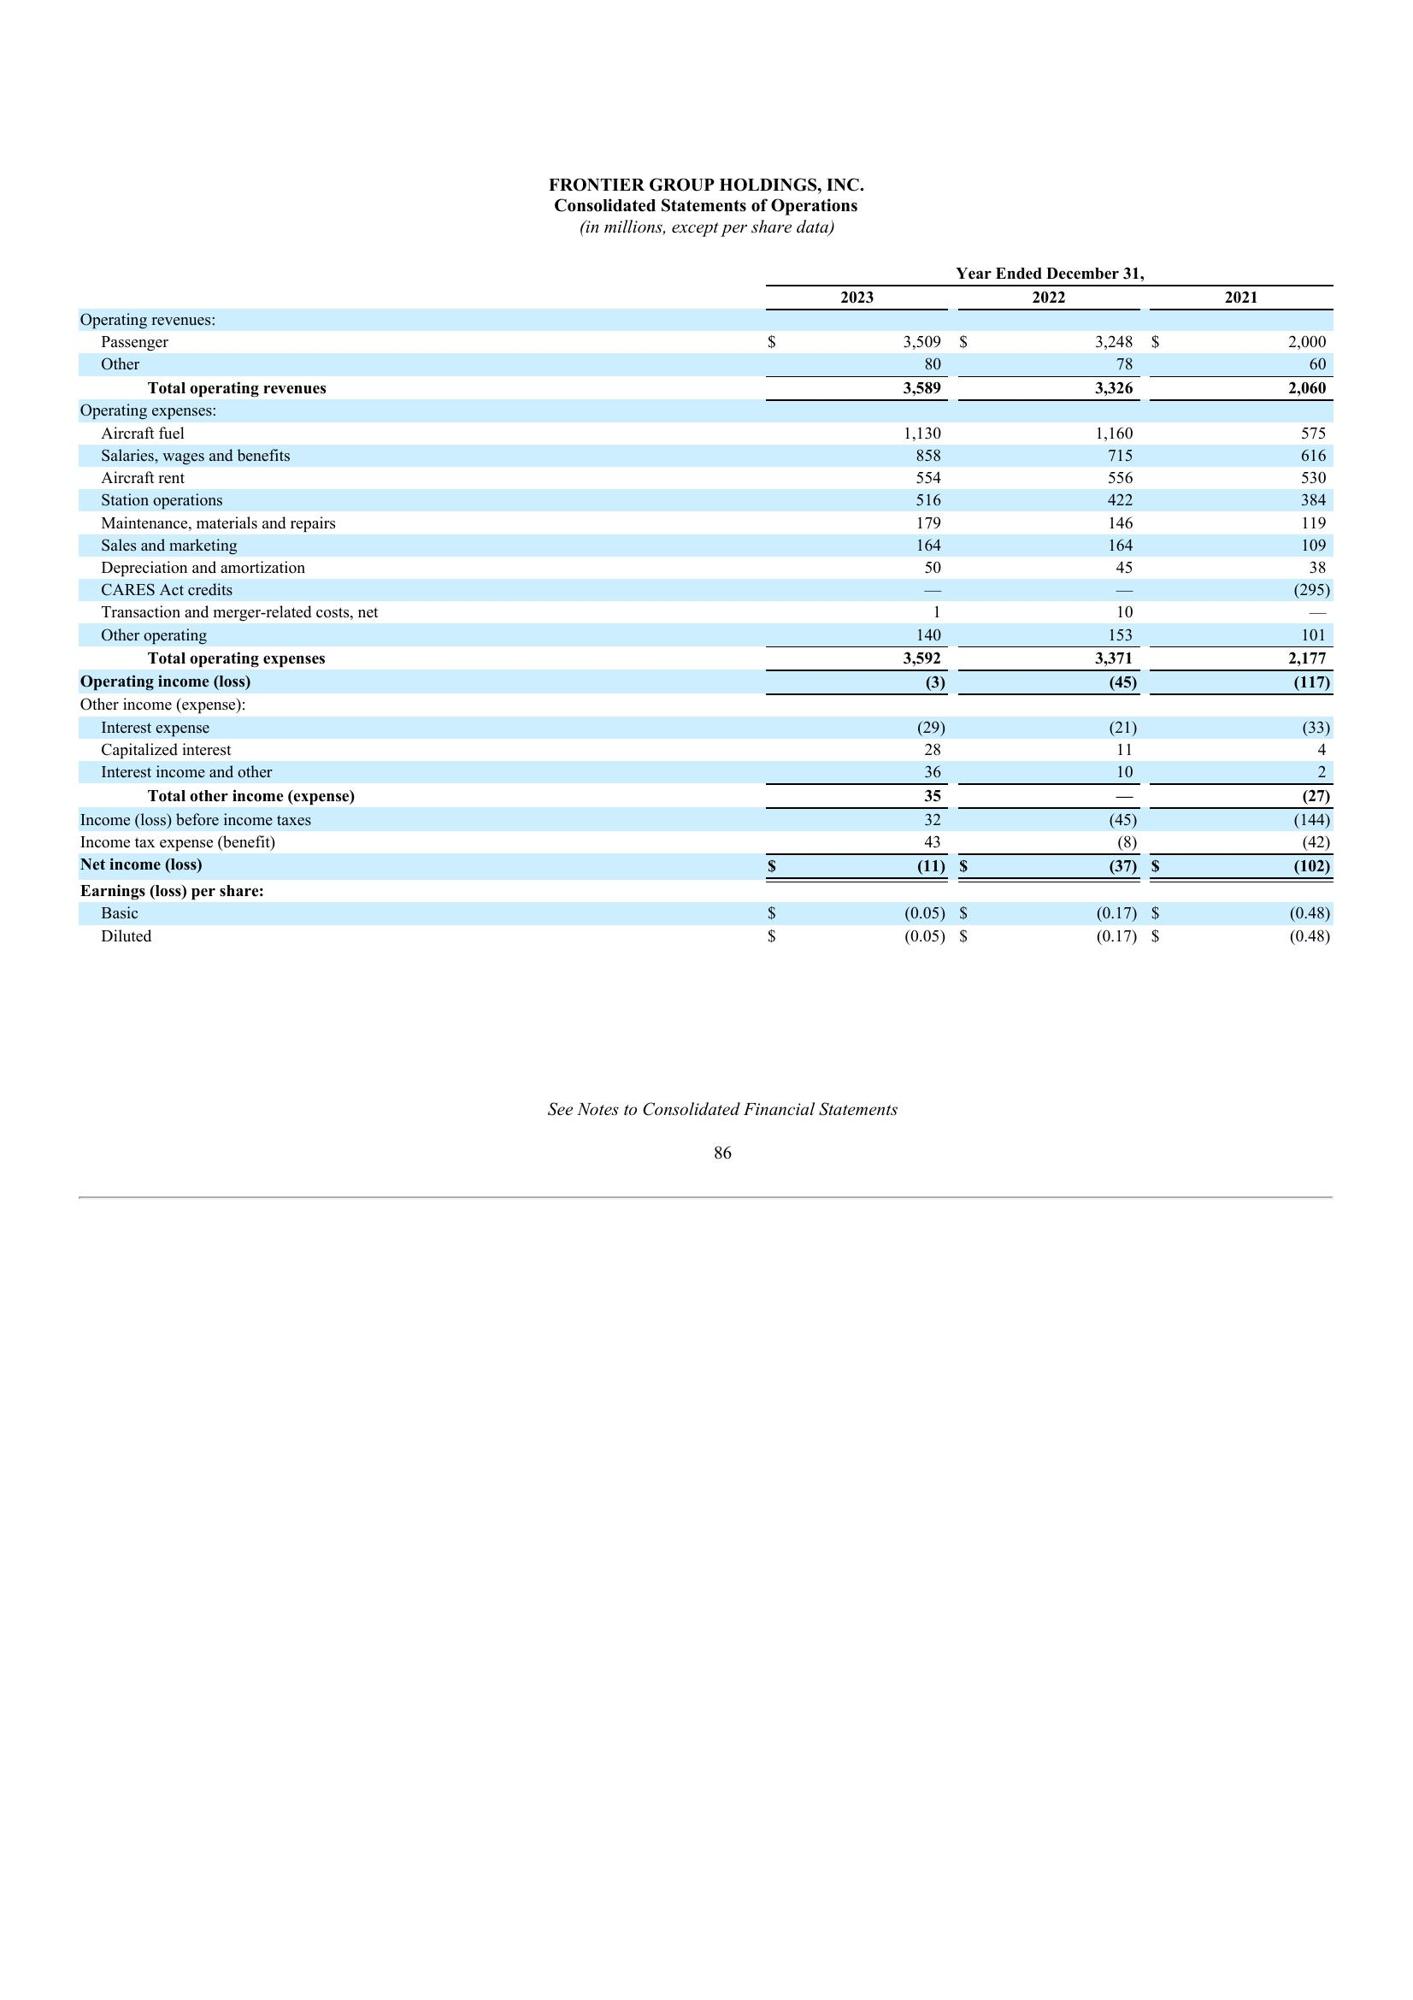 FRONTIER GROUP HOLDINGS, INC.
Consolidated Statements of Operations
(in millions, except per share data)
Year Ended December 31,
2023 2022 2021
Operating revenues:
Passenger $ 3,509 $ 3,248 $ 2,000
Other 80 78 60
Total operating revenues 3,589 3,326 2,060
Operating expenses:
Aircraft fuel 1,130 1,160 575
Salaries, wages and benefits 858 715 616
Aircraft rent 554 556 530
Station operations 516 422 384
Maintenance, materials and repairs 179 146 119
Sales and marketing 164 164 109
Depreciation and amortization 50 45 38
CARES Act credits — — (295)
Transaction and merger-related costs, net 1 10 —
Other operating 140 153 101
Total operating expenses 3,592 3,371 2,177
Operating income (loss) (3) (45) (117)
Other income (expense):
Interest expense (29) (21) (33)
Capitalized interest 28 11 4
Interest income and other 36 10 2
Total other income (expense) 35 — (27)
Income (loss) before income taxes 32 (45) (144)
Income tax expense (benefit) 43 (8) (42)
Net income (loss) $ (11) $ (37) $ (102)
Earnings (loss) per share:
Basic $ (0.05) $ (0.17) $ (0.48)
Diluted $ (0.05) $ (0.17) $ (0.48)
See Notes to Consolidated Financial Statements
86